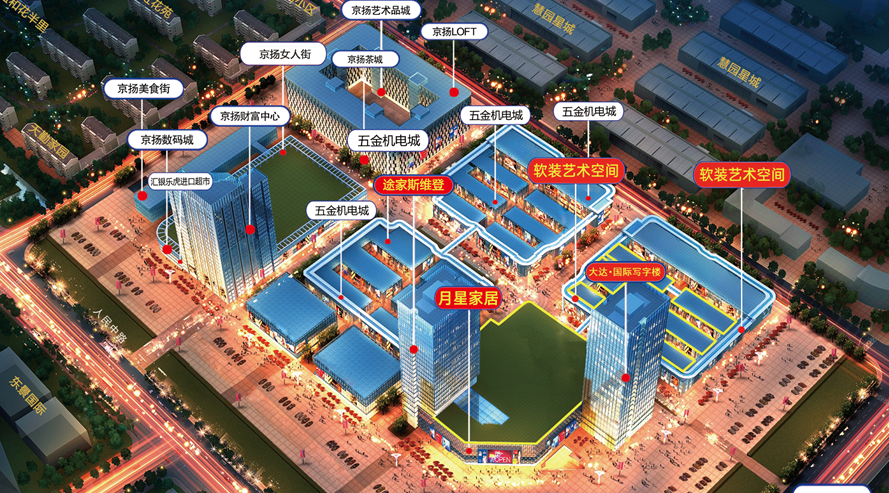 京扬艺术品城
京扬LOFT
慧园星城
京扬女人街
京扬茶城
慧园星城
京扬美食街
京扬财富中心
五金机电城
五金机电城
京扬数码城
五金机电城
软装艺术空间
软装艺术空间
汇银乐虎进口超市
途家斯维登
五金机电城
大达·国际写字楼
月星家居
人民中路
东景国际
OPEN